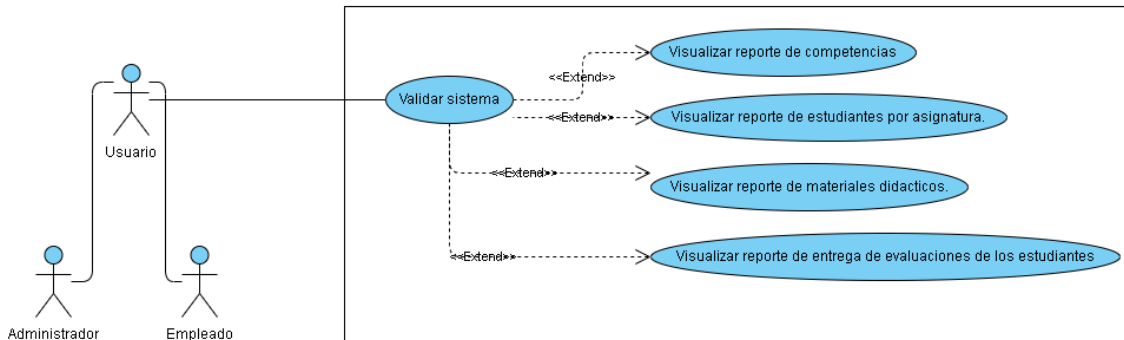 Visualizar reporte de competencias
<<Extend>>
Validar sistema
<<Extend>>
Visualizar reporte de estudiantes por asignatura.
Usuario
<<Extend>>
Visualizar reporte de materiales didacticos.
<<Extend>>
Visualizar reporte de entrega de evaluaciones de los estudiantes
Administrador
Empleado